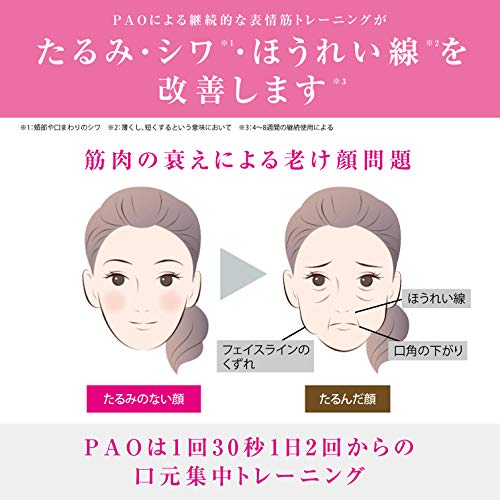 PAOによる継続的な表情筋トレーニングが
たるみ・シワ※1・ほうれい線※2を
改善します※3
※1:頬部や口まわりのシワ　※2:薄くし、短くするという意味において　※3:4～8週間の継続使用による
筋肉の衰えによる老け顔問題
ほうれい線
フェイスラインの
くずれ
口角の下がり
たるみのない顔
たるんだ顔
PAOは1回30秒1日2回からの
口元集中トレーニング